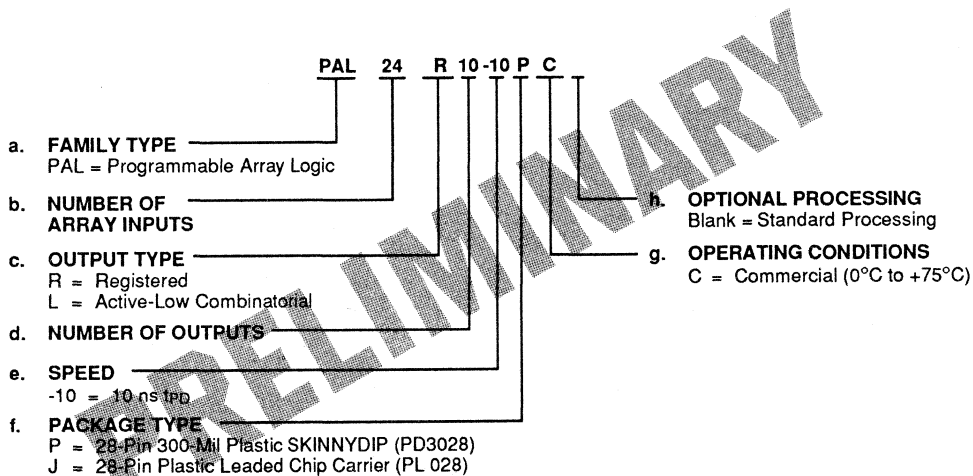 PAL 24 R 10 -10 P C
a. FAMILY TYPE
PAL = Programmable Array Logic
b. NUMBER OF
ARRAY INPUTS
c. OUTPUT TYPE
R = Registered
L = Active-Low Combinatorial
d. NUMBER OF OUTPUTS
e. SPEED
-10 = 10 ns tPD
f. PACKAGE TYPE
P = 28-Pin 300-Mil Plastic SKINNYDIP (PD3028)
J = 28-Pin Plastic Leaded Chip Carrier (PL 028)
h. OPTIONAL PROCESSING
Blank = Standard Processing
g. OPERATING CONDITIONS
C = Commercial (0°C to +75°C)
PRELIMINARY